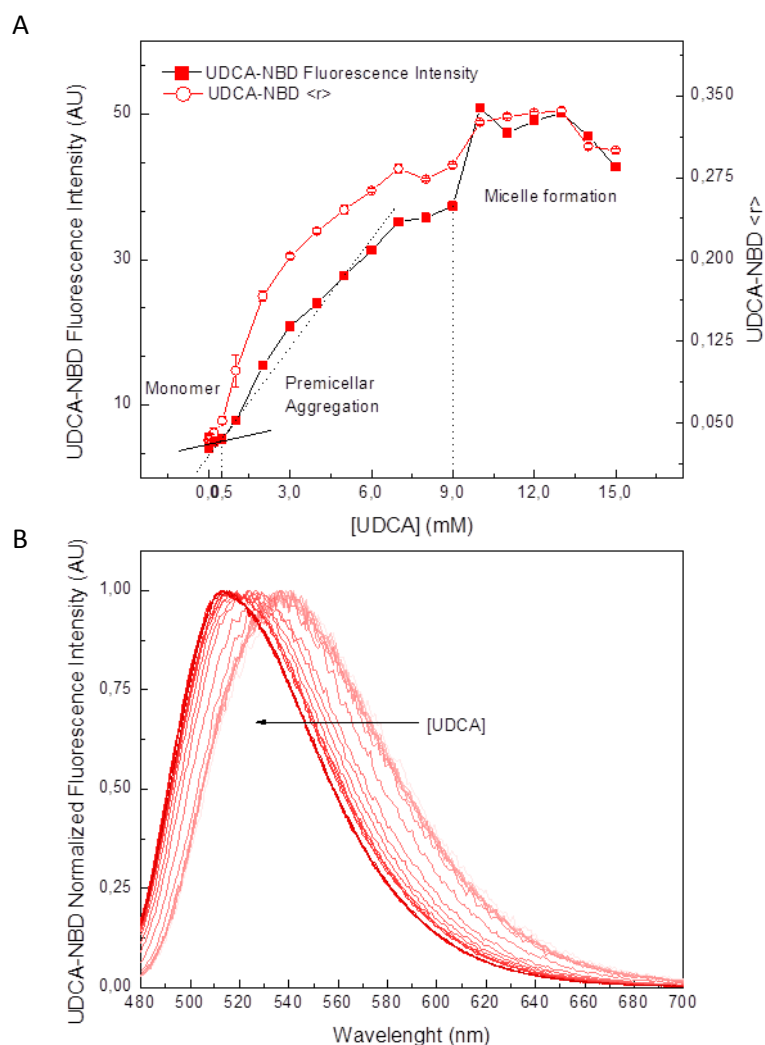 A
UDCA-NBD Fluorescence Intensity (AU)
50
30
10
UDCA-NBD Fluorescence Intensity
UDCA-NBD <r>
Micelle formation
Monomer
Premicellar
Aggregation
0,350
0,275
0,200
0,125
0,050
UDCA-NBD <r>
0,0 0,5 3,0 6,0 9,0 12,0 15,0
[UDCA] (mM)
B
UDCA-NBD Normalized Fluorescence Intensity (AU)
1,00
0,75
0,50
0,25
0,00
[UDCA]
480 500 520 540 560 580 600 620 640 660 680 700
Wavelenght (nm)